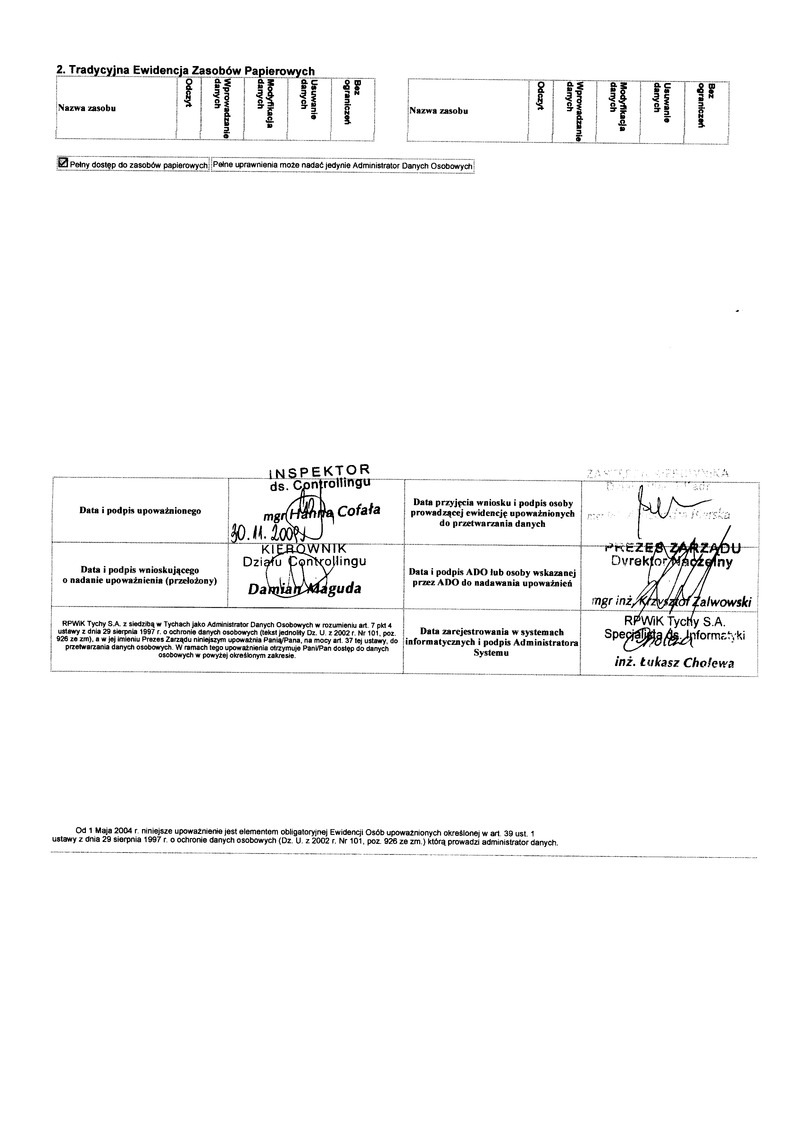 2. Tradycyjna Ewidencja Zasobów Papierowych
Nazwa zasobu
Odczyt
Wprowadzanie
danych
Modyfikacja
danych
Usuwanie
danych
Bez
ograniczeń
Nazwa zasobu
Odczyt
Wprowadzanie
danych
Modyfikacja
danych
Usuwanie
danych
Bez
ograniczeń
Pełny dostęp do zasobów papierowych
Pełne uprawnienia może nadać jedynie Administrator Danych Osobowych
Data i podpis upoważnionego
INSPEKTOR
ds. Controllingu
mgr Hanna Cofała
30.11.2009
Data przyjęcia wniosku i podpis osoby
prowadzącej ewidencję upoważnionych
do przetwarzania danych
Data i podpis wnioskującego
o nadanie upoważnienia (przełożony)
KIEROWNIK
Działu Controllingu
Damian Maguda
Data i podpis ADO lub osoby wskazanej
przez ADO do nadawania upoważnień
PREZES ZARZĄDU
Dyrektor Naczelny
mgr inż. Krzysztof Zalwowski
RPWiK Tychy S.A. z siedzibą w Tychach jako Administrator Danych Osobowych w rozumieniu art. 7 pkt 4
ustawy z dnia 29 sierpnia 1997 r. o ochronie danych osobowych (tekst jednolity Dz. U. z 2002 r. Nr 101, poz.
926 ze zm), a w jej imieniu Prezes Zarządu niniejszym upoważnia Panią/Pana, na mocy art. 37 tej ustawy, do
przetwarzania danych osobowych. W ramach tego upoważnienia otrzymuje Pani/Pan dostęp do danych
osobowych w powyżej określonym zakresie.
Data zarejestrowania w systemach
informatycznych i podpis Administratora
Systemu
RPWiK Tychy S.A.
Specjalista ds. Informatyki
inż. Łukasz Cholewa
Od 1 Maja 2004 r. niniejsze upoważnienie jest elementem obligatoryjnej Ewidencji Osób upoważnionych określonej w art. 39 ust. 1
ustawy z dnia 29 sierpnia 1997 r. o ochronie danych osobowych (Dz. U. z 2002 r. Nr 101, poz. 926 ze zm.) którą prowadzi administrator danych.